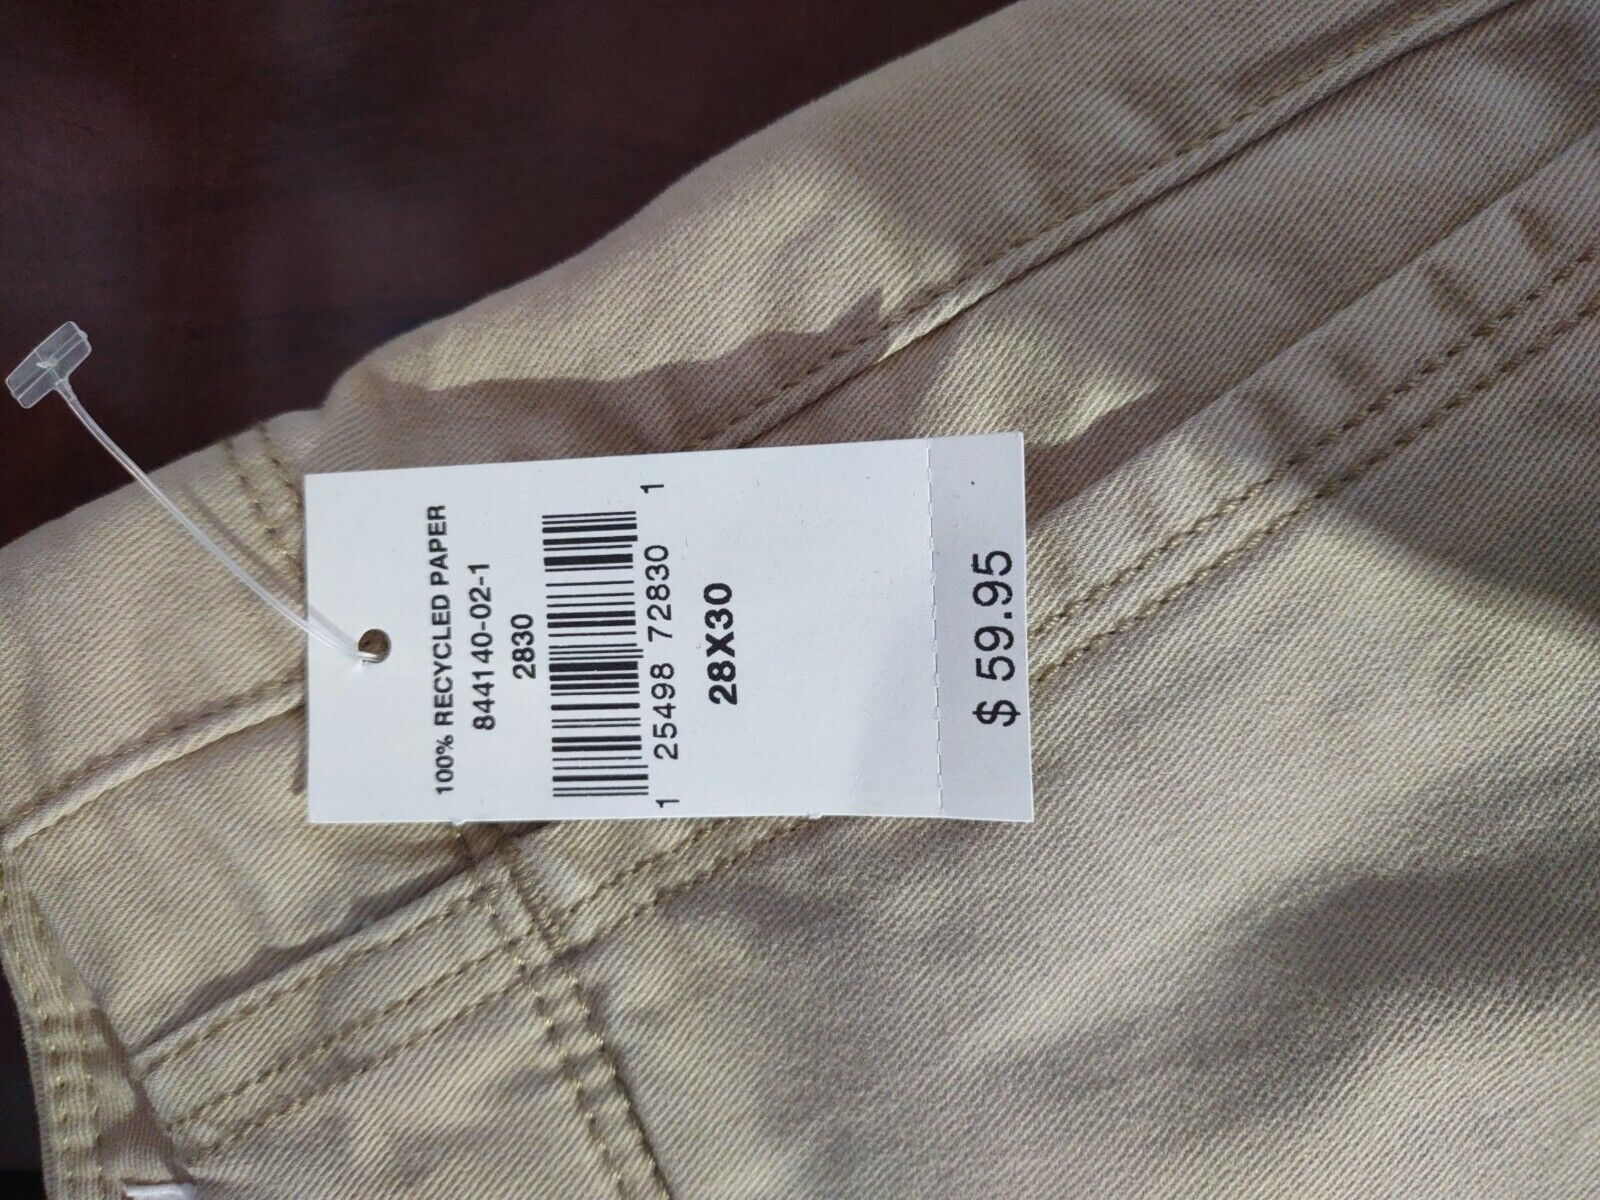 100% RECYCLED PAPER
844140-02-1
2830
1 25498 72830 1
28X30
$ 59.95